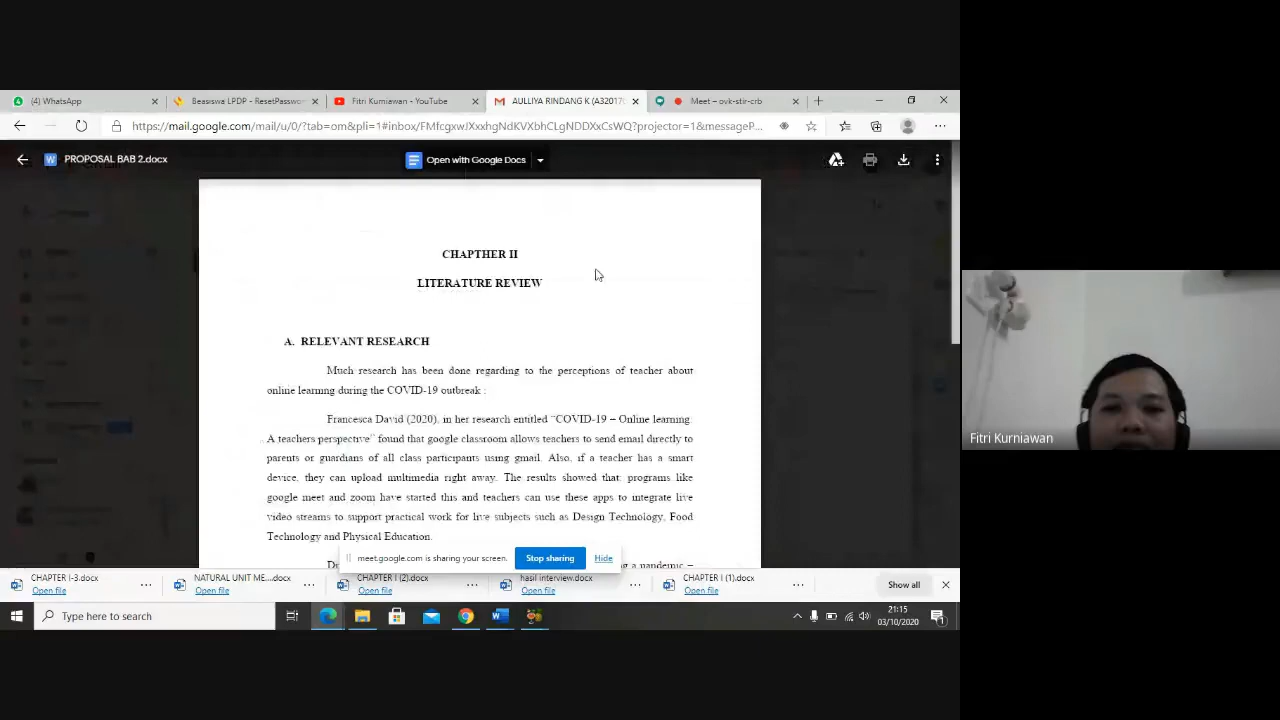 (4) WhatsApp
Beasiswa LPDP - ResetPasswo
Fitri Kurniawan - YouTube
AULLIYA RINDANG K (A32017
Meet – ovk-stir-crb
https://mail.google.com/mail/u/0/?tab=om&pli=1#inbox/FMfcgxwJXxxhgNdKVXbhCLgNDDXxCsWQ?projector=1&messageP...
PROPOSAL BAB 2.docx
Open with Google Docs
CHAPTHER II
LITERATURE REVIEW
A. RELEVANT RESEARCH
Much research has been done regarding to the perceptions of teacher about
online learning during the COVID-19 outbreak :
Francesca David (2020), in her research entitled “COVID-19 – Online learning.
A teachers perspective” found that google classroom allows teachers to send email directly to
parents or guardians of all class participants using gmail. Also, if a teacher has a smart
device, they can upload multimedia right away. The results showed that: programs like
google meet and zoom have started this and teachers can use these apps to integrate live
video streams to support practical work for live subjects such as Design Technology, Food
Technology and Physical Education.
a pandemic –
meet.google.com is sharing your screen.
Stop sharing
Hide
Fitri Kurniawan
CHAPTER I-3.docx
Open file
NATURAL UNIT ME....docx
Open file
CHAPTER I (2).docx
Open file
hasil interview.docx
Open file
CHAPTER I (1).docx
Open file
Show all
Type here to search
21:15
03/10/2020